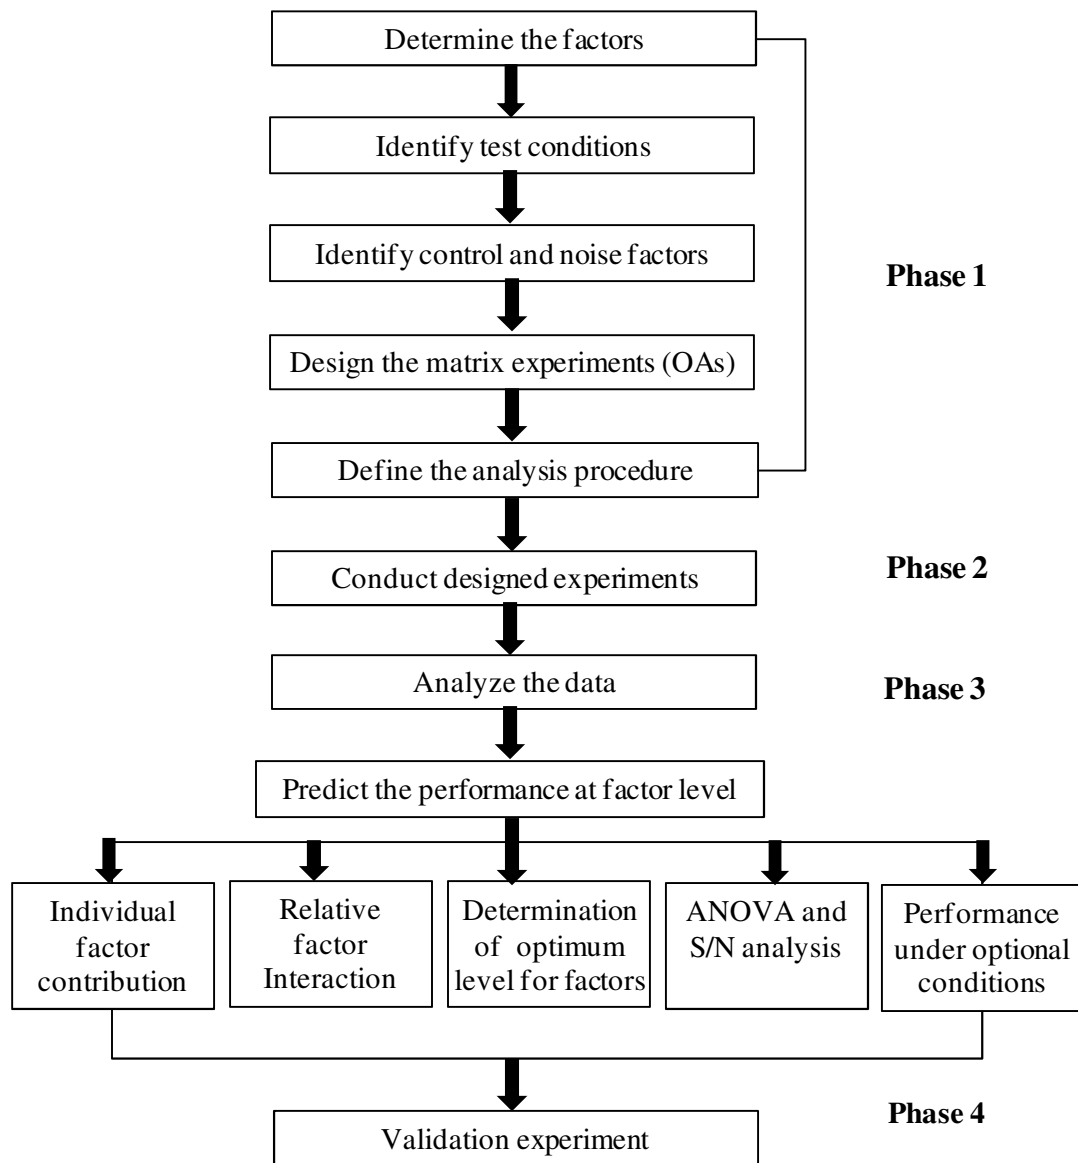 Determine the factors
Identify test conditions
Identify control and noise factors
Phase 1
Design the matrix experiments (OAs)
Define the analysis procedure
Conduct designed experiments
Phase 2
Analyze the data
Phase 3
Predict the performance at factor level
Individual
factor
contribution
Relative
factor
Interaction
Determination
of optimum
level for factors
ANOVA and
S/N analysis
Performance
under optional
conditions
Validation experiment
Phase 4